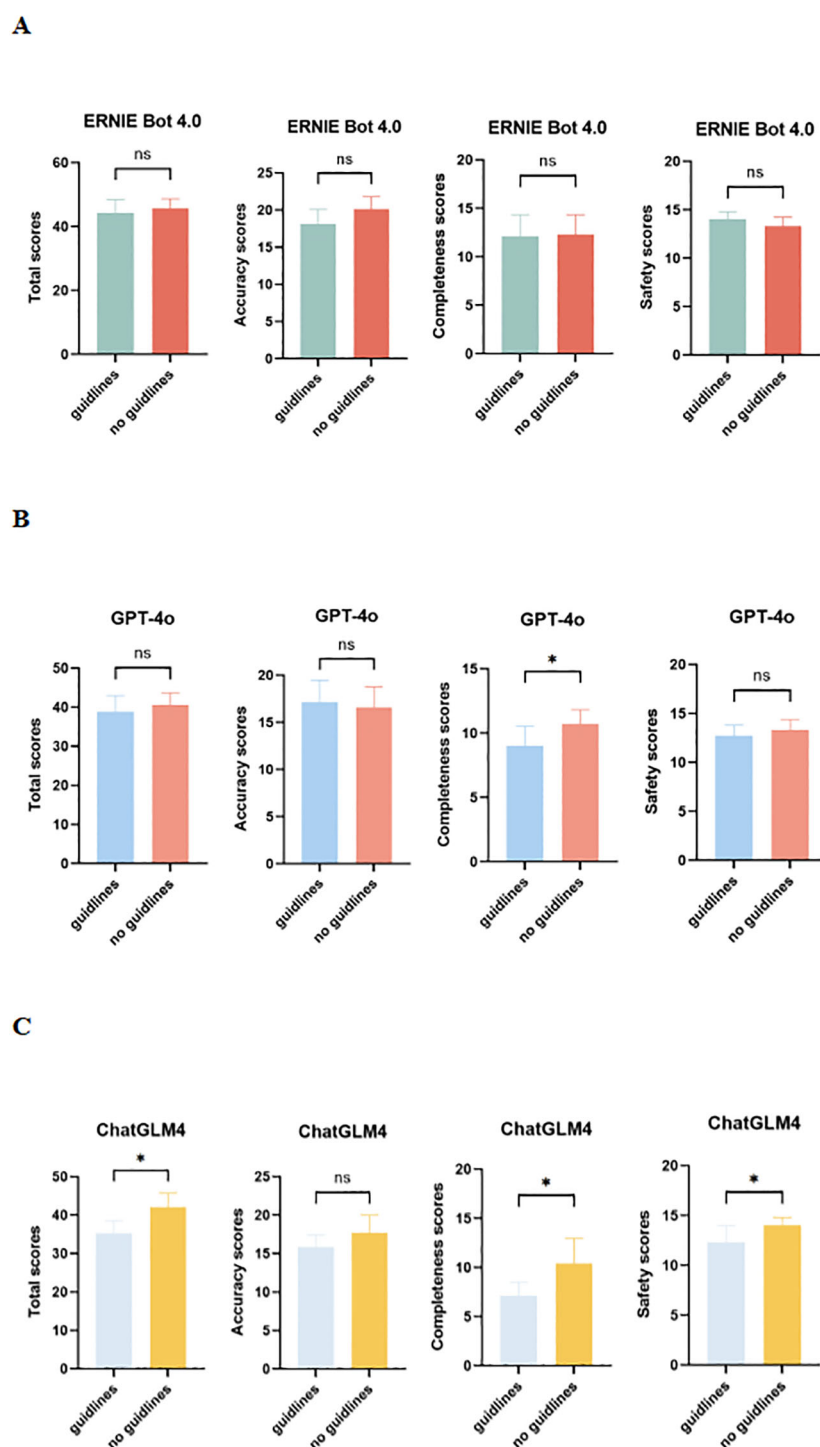 A
ERNIE Bot 4.0
ns
Total scores
60
40
20
0
guidlines
no guidlines
ERNIE Bot 4.0
ns
Accuracy scores
25
20
15
10
5
0
guidlines
no guidlines
ERNIE Bot 4.0
ns
Completeness scores
20
15
10
5
0
guidlines
no guidlines
ERNIE Bot 4.0
ns
Safety scores
20
15
10
5
0
guidlines
no guidlines
B
GPT-4o
ns
Total scores
50
40
30
20
10
0
guidlines
no guidlines
GPT-4o
ns
Accuracy scores
20
15
10
5
0
guidlines
no guidlines
GPT-4o
*
Completeness scores
15
10
5
0
guidlines
no guidlines
GPT-4o
ns
Safety scores
20
15
10
5
0
guidlines
no guidlines
C
ChatGLM4
*
Total scores
50
40
30
20
10
0
guidlines
no guidlines
ChatGLM4
ns
Accuracy scores
25
20
15
10
5
0
guidlines
no guidlines
ChatGLM4
*
Completeness scores
20
15
10
5
0
guidlines
no guidlines
ChatGLM4
*
Safety scores
20
15
10
5
0
guidlines
no guidlines